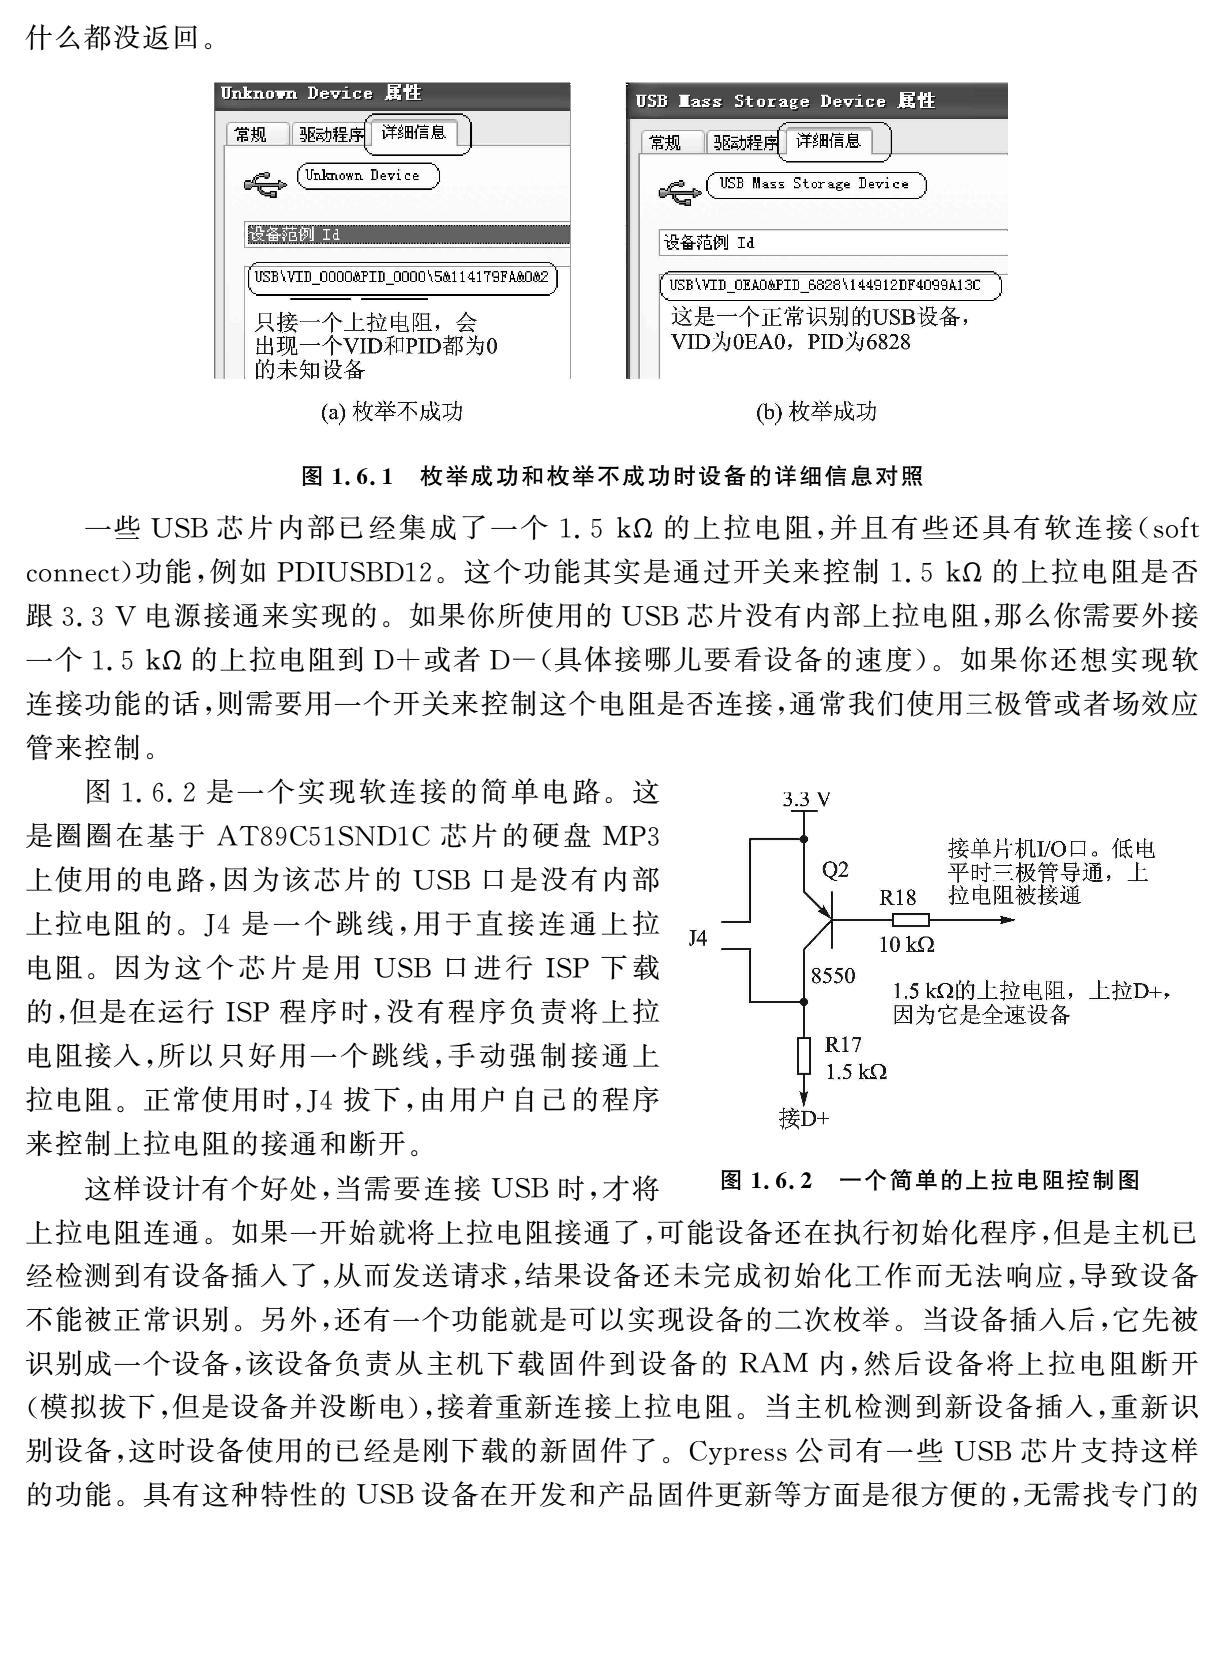 什么都没返回。
Unknown Device 属性
常规 驱动程序 详细信息
Unknown Device
设备范例 Id
USB\VID_0000&PID_0000\5&114179FA&0&2
只接一个上拉电阻，会
出现一个VID和PID都为0
的未知设备
(a) 枚举不成功
USB Mass Storage Device 属性
常规 驱动程序 详细信息
USB Mass Storage Device
设备范例 Id
USB\VID_0EA0&PID_6828\144912DF4099A13C
这是一个正常识别的USB设备，
VID为0EA0，PID为6828
(b) 枚举成功
图 1.6.1 枚举成功和枚举不成功时设备的详细信息对照
一些 USB 芯片内部已经集成了一个 1.5 kΩ 的上拉电阻，并且有些还具有软连接（soft
connect）功能，例如 PDIUSBD12。这个功能其实是通过开关来控制 1.5 kΩ 的上拉电阻是否
跟 3.3 V 电源接通来实现的。如果你所使用的 USB 芯片没有内部上拉电阻，那么你需要外接
一个 1.5 kΩ 的上拉电阻到 D＋或者 D－（具体接哪儿要看设备的速度）。如果你还想实现软
连接功能的话，则需要用一个开关来控制这个电阻是否连接，通常我们使用三极管或者场效应
管来控制。
图 1.6.2 是一个实现软连接的简单电路。这
是圈圈在基于 AT89C51SND1C 芯片的硬盘 MP3
上使用的电路，因为该芯片的 USB 口是没有内部
上拉电阻的。J4 是一个跳线，用于直接连通上拉
电阻。因为这个芯片是用 USB 口进行 ISP 下载
的，但是在运行 ISP 程序时，没有程序负责将上拉
电阻接入，所以只好用一个跳线，手动强制接通上
拉电阻。正常使用时，J4 拔下，由用户自己的程序
来控制上拉电阻的接通和断开。
3.3 V
Q2
接单片机I/O口。低电
平时三极管导通，上
拉电阻被接通
R18
J4
10 kΩ
8550
1.5 kΩ的上拉电阻，上拉D+，
因为它是全速设备
R17
1.5 kΩ
接D+
图 1.6.2 一个简单的上拉电阻控制图
这样设计有个好处，当需要连接 USB 时，才将
上拉电阻连通。如果一开始就将上拉电阻接通了，可能设备还在执行初始化程序，但是主机已
经检测到有设备插入了，从而发送请求，结果设备还未完成初始化工作而无法响应，导致设备
不能被正常识别。另外，还有一个功能就是可以实现设备的二次枚举。当设备插入后，它先被
识别成一个设备，该设备负责从主机下载固件到设备的 RAM 内，然后设备将上拉电阻断开
（模拟拔下，但是设备并没断电），接着重新连接上拉电阻。当主机检测到新设备插入，重新识
别设备，这时设备使用的已经是刚下载的新固件了。Cypress 公司有一些 USB 芯片支持这样
的功能。具有这种特性的 USB 设备在开发和产品固件更新等方面是很方便的，无需找专门的